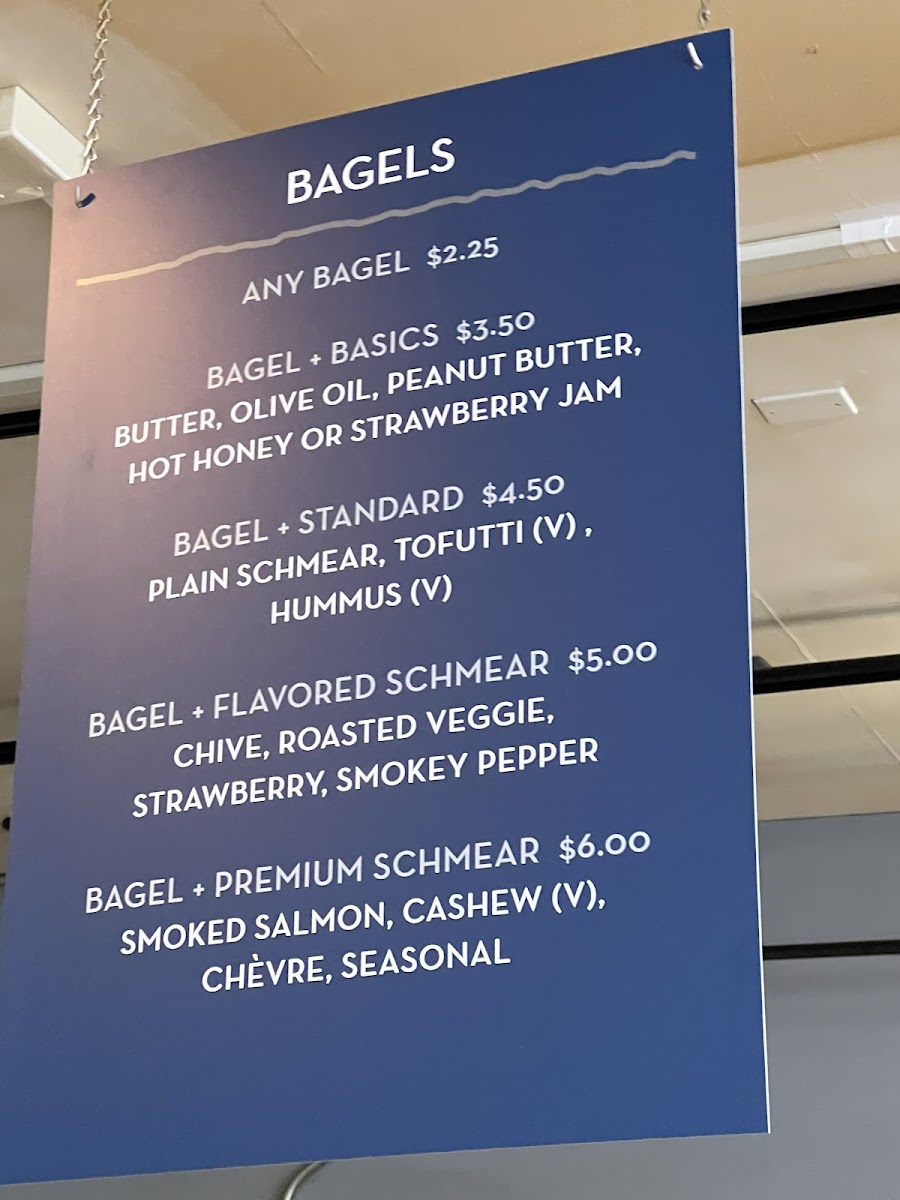 BAGELS
ANY BAGEL $2.25
BAGEL + BASICS $3.50
BUTTER, OLIVE OIL, PEANUT BUTTER,
HOT HONEY OR STRAWBERRY JAM
BAGEL + STANDARD $4.50
PLAIN SCHMEAR, TOFUTTI (V) ,
HUMMUS (V)
BAGEL + FLAVORED SCHMEAR $5.00
CHIVE, ROASTED VEGGIE,
STRAWBERRY, SMOKEY PEPPER
BAGEL + PREMIUM SCHMEAR $6.00
SMOKED SALMON, CASHEW (V),
CHÈVRE, SEASONAL